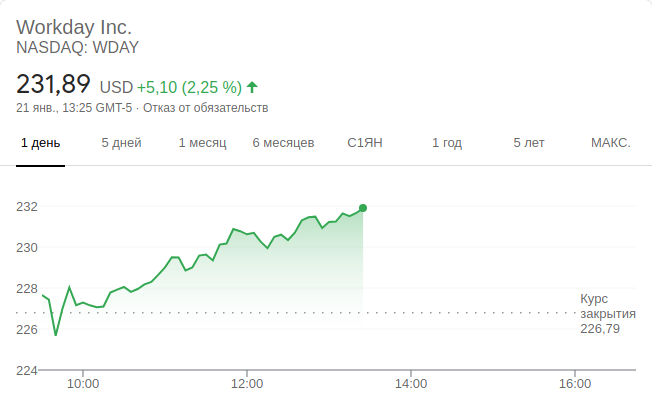 Workday Inc.
NASDAQ: WDAY
231,89 USD +5,10 (2,25 %)
21 янв., 13:25 GMT-5 · Отказ от обязательств
1 день 5 дней 1 месяц 6 месяцев С1ЯН 1 год 5 лет МАКС.
232
230
228
Курс
закрытия
226,79
226
224
10:00 12:00 14:00 16:00